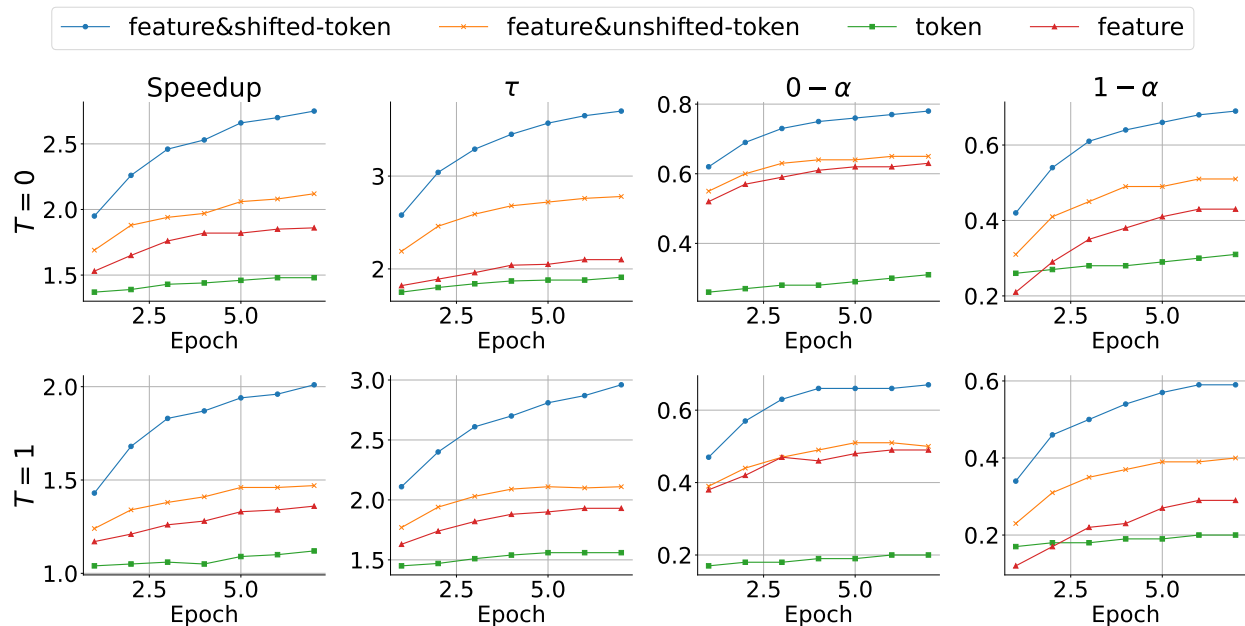 feature&shifted-token feature&unshifted-token token feature
Speedup τ 0 − α 1 − α
T = 0
2.5
2.0
1.5
2.5 5.0
Epoch
3
2
2.5 5.0
Epoch
0.8
0.6
0.4
2.5 5.0
Epoch
0.6
0.4
0.2
2.5 5.0
Epoch
T = 1
2.0
1.5
1.0
2.5 5.0
Epoch
3.0
2.5
2.0
1.5
2.5 5.0
Epoch
0.6
0.4
0.2
2.5 5.0
Epoch
0.6
0.4
0.2
2.5 5.0
Epoch